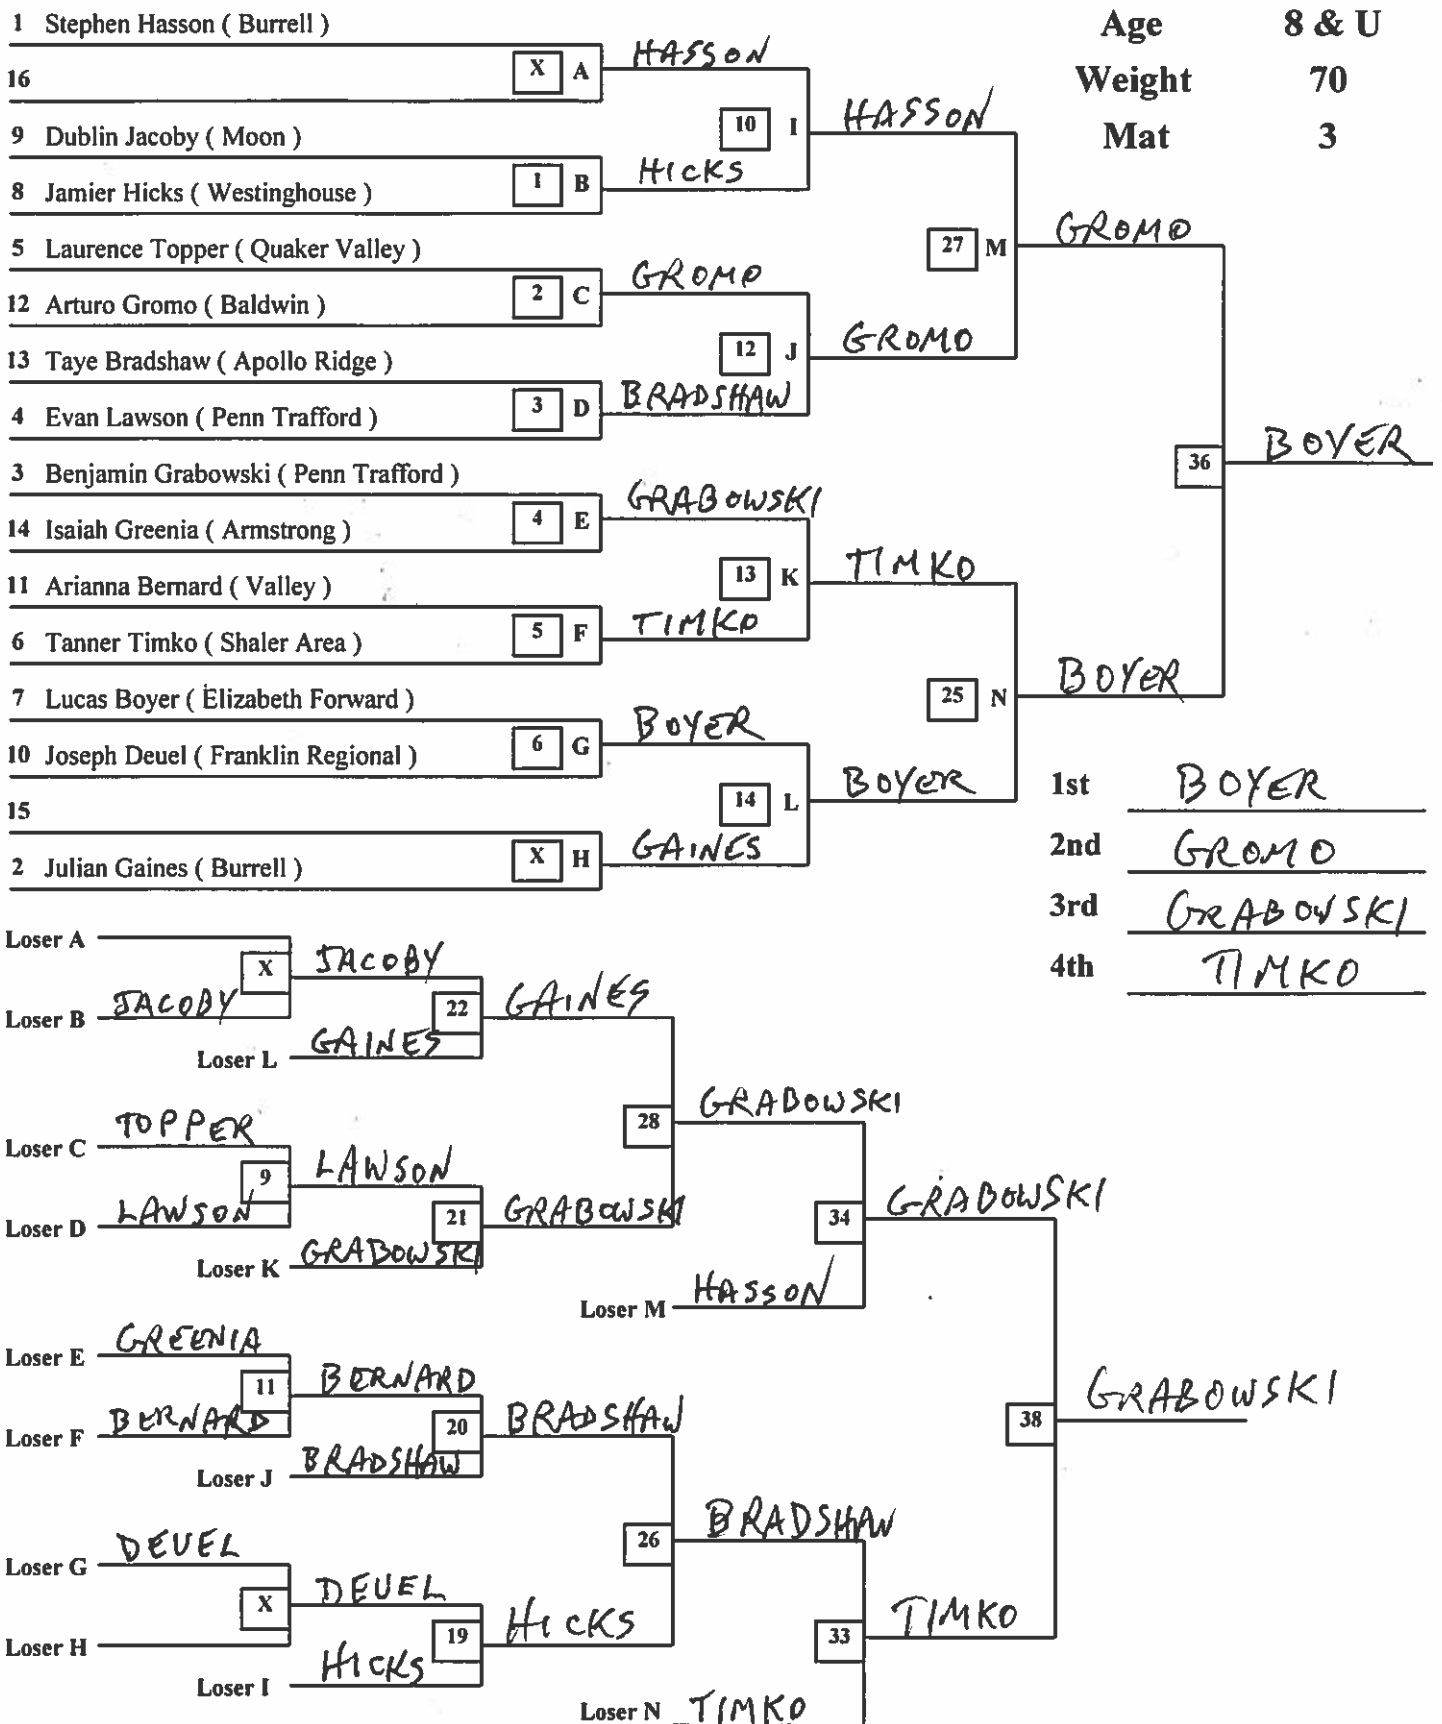 1 Stephen Hasson ( Burrell )
Age 8 & U
HASSON
X A
16
Weight 70
10 I
HASSON
9 Dublin Jacoby ( Moon )
Mat 3
1 B
HICKS
8 Jamier Hicks ( Westinghouse )
5 Laurence Topper ( Quaker Valley )
27 M
GROMO
2 C
GROMO
12 Arturo Gromo ( Baldwin )
12 J
GROMO
13 Taye Bradshaw ( Apollo Ridge )
3 D
BRADSHAW
4 Evan Lawson ( Penn Trafford )
36
BOYER
3 Benjamin Grabowski ( Penn Trafford )
4 E
GRABOWSKI
14 Isaiah Greenia ( Armstrong )
13 K
TIMKO
11 Arianna Bernard ( Valley )
5 F
TIMKO
6 Tanner Timko ( Shaler Area )
25 N
BOYER
7 Lucas Boyer ( Elizabeth Forward )
6 G
BOYER
10 Joseph Deuel ( Franklin Regional )
14 L
BOYER
1st BOYER
15
X H
GAINES
2nd GROMO
2 Julian Gaines ( Burrell )
3rd GRABOWSKI
4th TIMKO
Loser A
X
JACOBY
Loser B JACOBY
22
GAINES
Loser L GAINES
28
GRABOWSKI
Loser C TOPPER
9
LAWSON
Loser D LAWSON
21
GRABOWSKI
Loser K GRABOWSKI
34
GRABOWSKI
Loser M HASSON
Loser E GREENIA
11
BERNARD
Loser F BERNARD
20
BRADSHAW
Loser J BRADSHAW
38
GRABOWSKI
26
BRADSHAW
Loser G DEUEL
X
DEUEL
Loser H
19
HICKS
Loser I HICKS
33
TIMKO
Loser N TIMKO